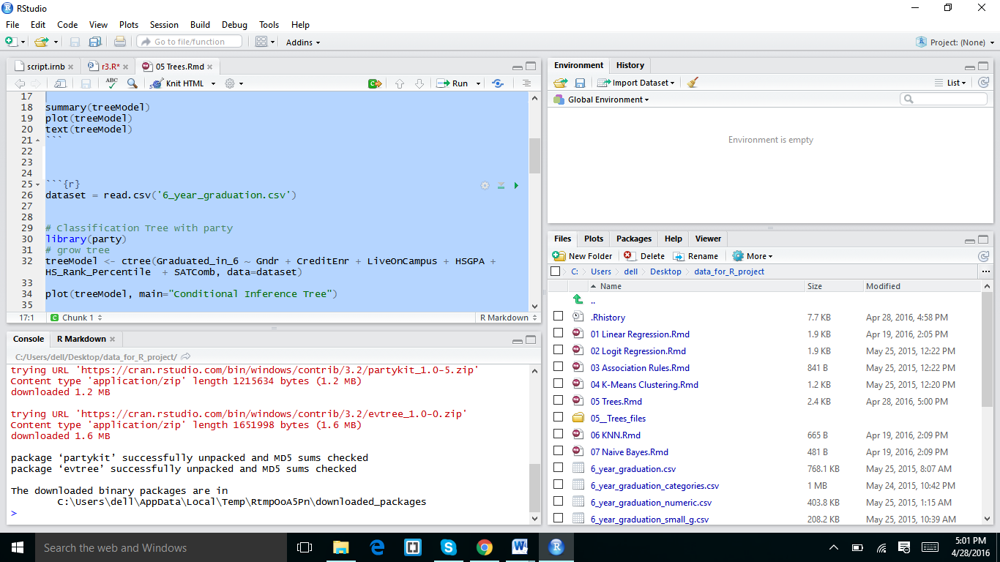 RStudio
File Edit Code View Plots Session Build Debug Tools Help
Go to file/function Addins Project: (None)
script.irnb r3.R* 05 Trees.Rmd
ABC Knit HTML Run
17
18 summary(treeModel)
19 plot(treeModel)
20 text(treeModel)
21 ```
22
23
24
25 ```{r}
26 dataset = read.csv('6_year_graduation.csv')
27
28
29 # Classification Tree with party
30 library(party)
31 # grow tree
32 treeModel <- ctree(Graduated_in_6 ~ Gndr + CreditEnr + LiveOnCampus + HSGPA +
HS_Rank_Percentile + SATComb, data=dataset)
33
34 plot(treeModel, main="Conditional Inference Tree")
35
17:1 C Chunk 1 R Markdown
Console R Markdown
C:/Users/dell/Desktop/data_for_R_project/
trying URL 'https://cran.rstudio.com/bin/windows/contrib/3.2/partykit_1.0-5.zip'
Content type 'application/zip' length 1215634 bytes (1.2 MB)
downloaded 1.2 MB
trying URL 'https://cran.rstudio.com/bin/windows/contrib/3.2/evtree_1.0-0.zip'
Content type 'application/zip' length 1651998 bytes (1.6 MB)
downloaded 1.6 MB
package ‘partykit’ successfully unpacked and MD5 sums checked
package ‘evtree’ successfully unpacked and MD5 sums checked
The downloaded binary packages are in
C:\Users\dell\AppData\Local\Temp\RtmpOoA5Pn\downloaded_packages
>
Environment History
Import Dataset List
Global Environment
Environment is empty
Files Plots Packages Help Viewer
New Folder Delete Rename More
C: Users dell Desktop data_for_R_project ...
Name Size Modified
..
.Rhistory 7.7 KB Apr 28, 2016, 4:58 PM
01 Linear Regression.Rmd 1.9 KB Apr 19, 2016, 2:05 PM
02 Logit Regression.Rmd 1.9 KB May 25, 2015, 12:22 PM
03 Association Rules.Rmd 841 B May 25, 2015, 12:22 PM
04 K-Means Clustering.Rmd 1.2 KB May 25, 2015, 12:20 PM
05 Trees.Rmd 2.4 KB Apr 28, 2016, 5:00 PM
05__Trees_files
06 KNN.Rmd 665 B Apr 19, 2016, 2:09 PM
07 Naive Bayes.Rmd 481 B Apr 19, 2016, 2:09 PM
6_year_graduation.csv 768.1 KB May 25, 2015, 8:07 AM
6_year_graduation_categories.csv 1 MB May 24, 2015, 10:42 PM
6_year_graduation_numeric.csv 403.8 KB May 25, 2015, 1:15 AM
6_year_graduation_small_g.csv 208.2 KB May 25, 2015, 10:39 AM
Search the web and Windows
5:01 PM
4/28/2016